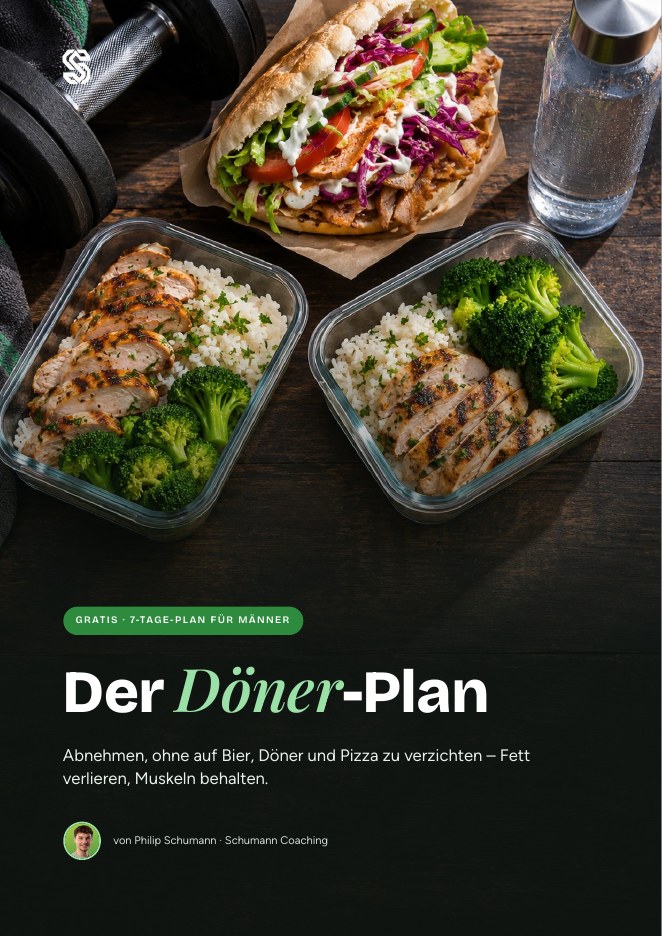 GRATIS · 7-TAGE-PLAN FÜR MÄNNER
Der Döner-Plan
Abnehmen, ohne auf Bier, Döner und Pizza zu verzichten – Fett
verlieren, Muskeln behalten.
von Philip Schumann · Schumann Coaching